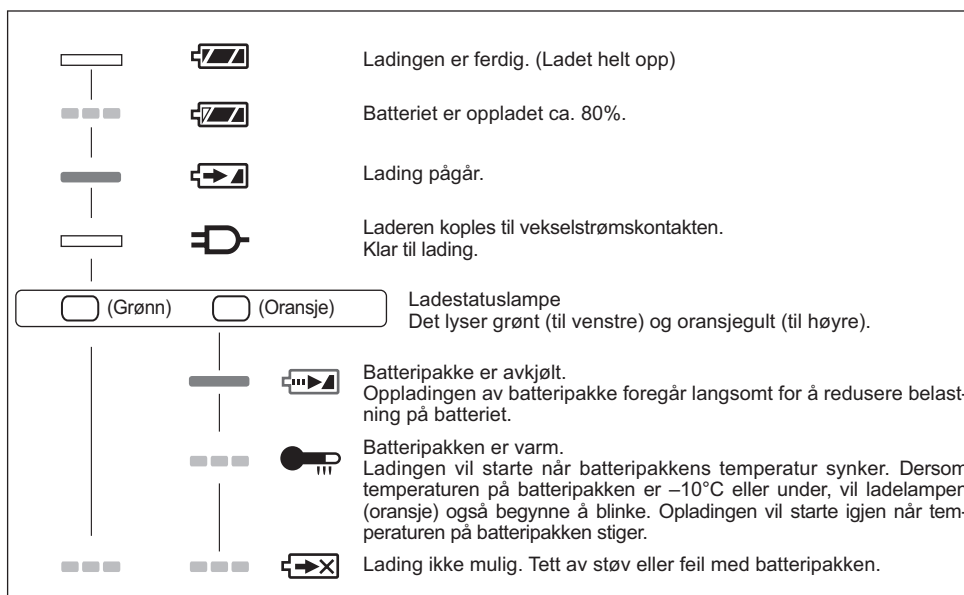 Ladingen er ferdig. (Ladet helt opp)
Batteriet er oppladet ca. 80%.
Lading pågår.
Laderen koples til vekselstrømskontakten.
Klar til lading.
(Grønn) (Oransje)
Ladestatuslampe
Det lyser grønt (til venstre) og oransjegult (til høyre).
Batteripakke er avkjølt.
Oppladingen av batteripakke foregår langsomt for å redusere belast-
ning på batteriet.
Batteripakken er varm.
Ladingen vil starte når batteripakkens temperatur synker. Dersom
temperaturen på batteripakken er –10°C eller under, vil ladelampen
(oransje) også begynne å blinke. Opladingen vil starte igjen når tem-
peraturen på batteripakken stiger.
Lading ikke mulig. Tett av støv eller feil med batteripakken.